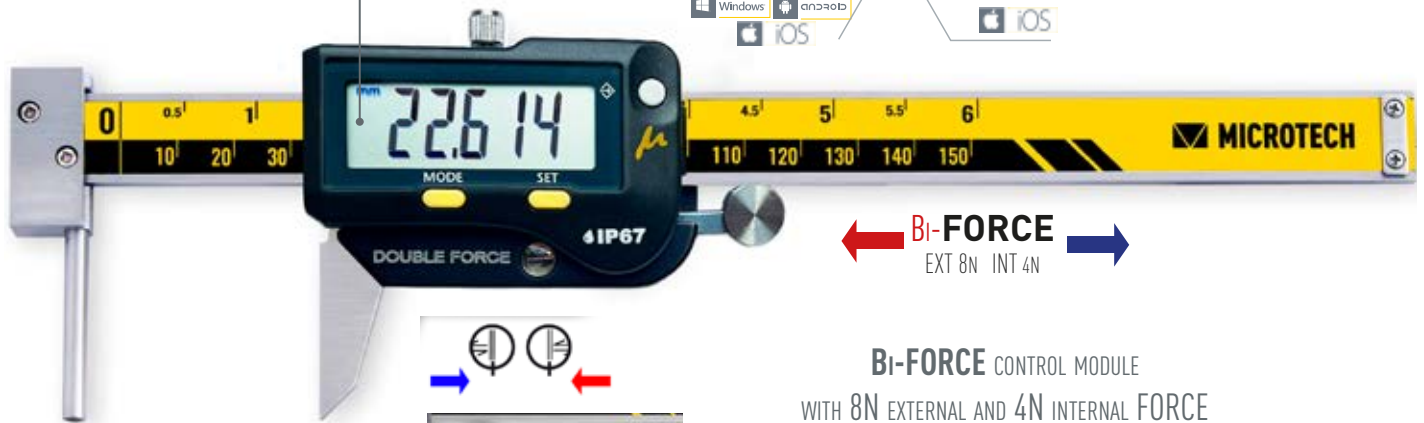 Windows android
iOS
iOS
mm 22.614
0 0.5 1 4.5 5 5.5 6
10 20 30 110 120 130 140 150
MICROTECH
µ
MODE SET
IP67
DOUBLE FORCE
BI-FORCE
EXT 8N INT 4N
BI-FORCE CONTROL MODULE
WITH 8N EXTERNAL AND 4N INTERNAL FORCE